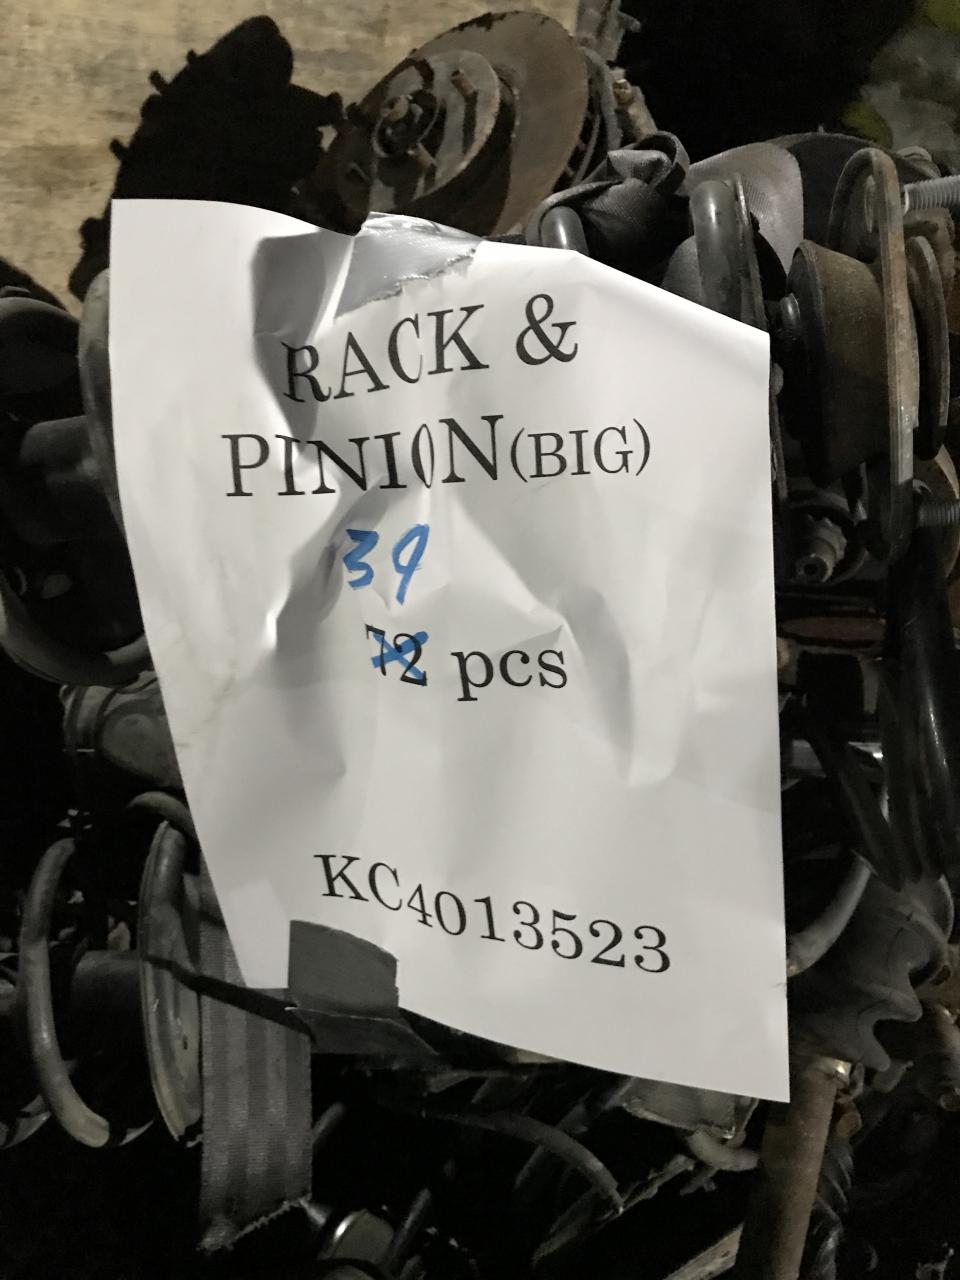 RACK &
PINION(BIG)
39
72 pcs
KC4013523